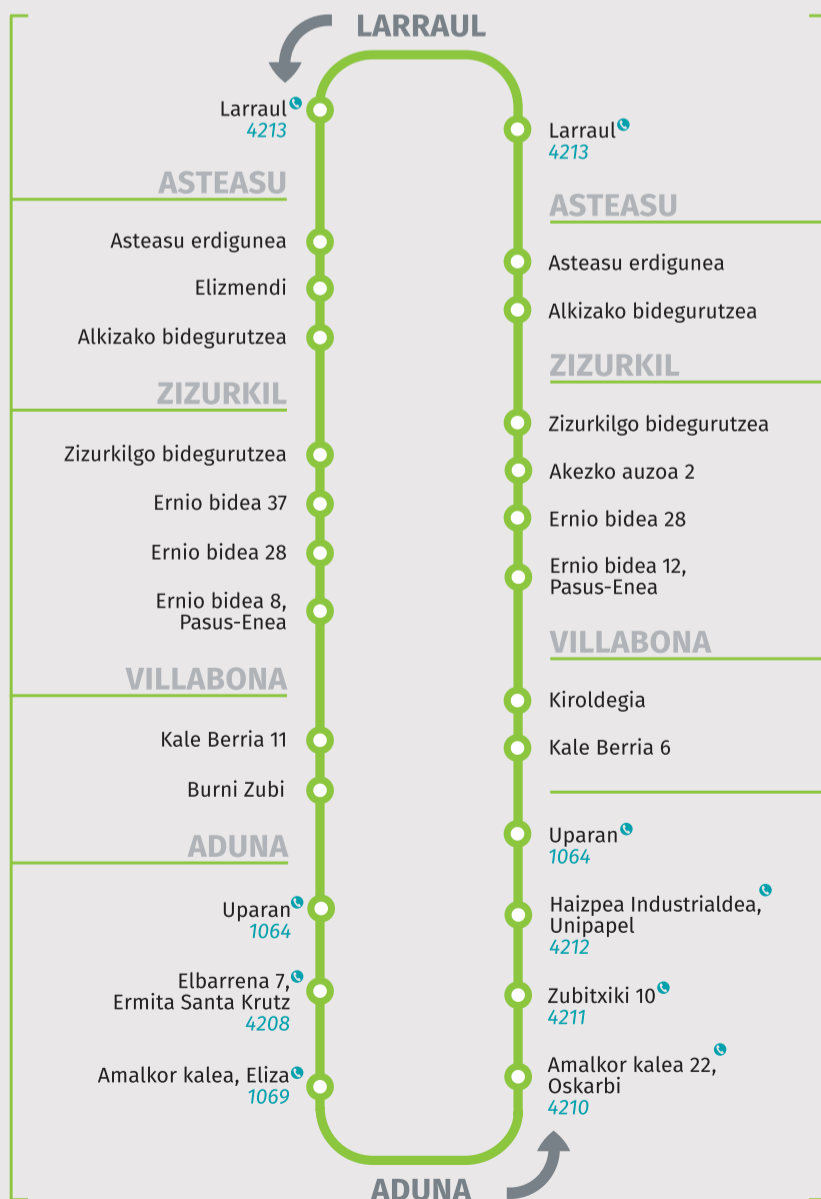 LARRAUL
Larraul
4213
ASTEASU
Asteasu erdigunea
Elizmendi
Alkizako bidegurutzea
ZIZURKIL
Zizurkilgo bidegurutzea
Ernio bidea 37
Ernio bidea 28
Ernio bidea 8,
Pasus-Enea
VILLABONA
Kale Berria 11
Burni Zubi
ADUNA
Uparan
1064
Elbarrena 7,
Ermita Santa Krutz
4208
Amalkor kalea, Eliza
1069
Larraul
4213
ASTEASU
Asteasu erdigunea
Alkizako bidegurutzea
ZIZURKIL
Zizurkilgo bidegurutzea
Akezko auzoa 2
Ernio bidea 28
Ernio bidea 12,
Pasus-Enea
VILLABONA
Kiroldegia
Kale Berria 6
Uparan
1064
Haizpea Industrialdea,
Unipapel
4212
Zubitxiki 10
4211
Amalkor kalea 22,
Oskarbi
4210
ADUNA